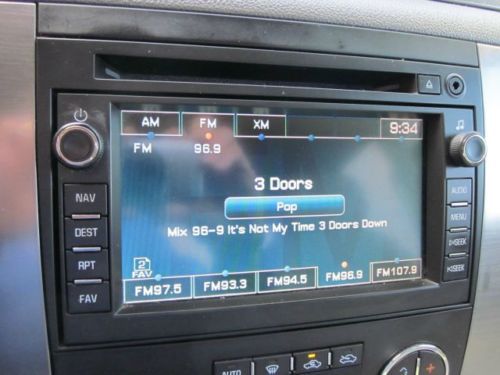 AM FM XM 9:34
FM 96.9
3 Doors
Pop
Mix 96-9 It's Not My Time 3 Doors Down
2
FAV
FM97.5 FM93.3 FM94.5 FM96.9 FM107.9
NAV
DEST
RPT
FAV
AUDIO
MENU
SEEK
SEEK
AUTO